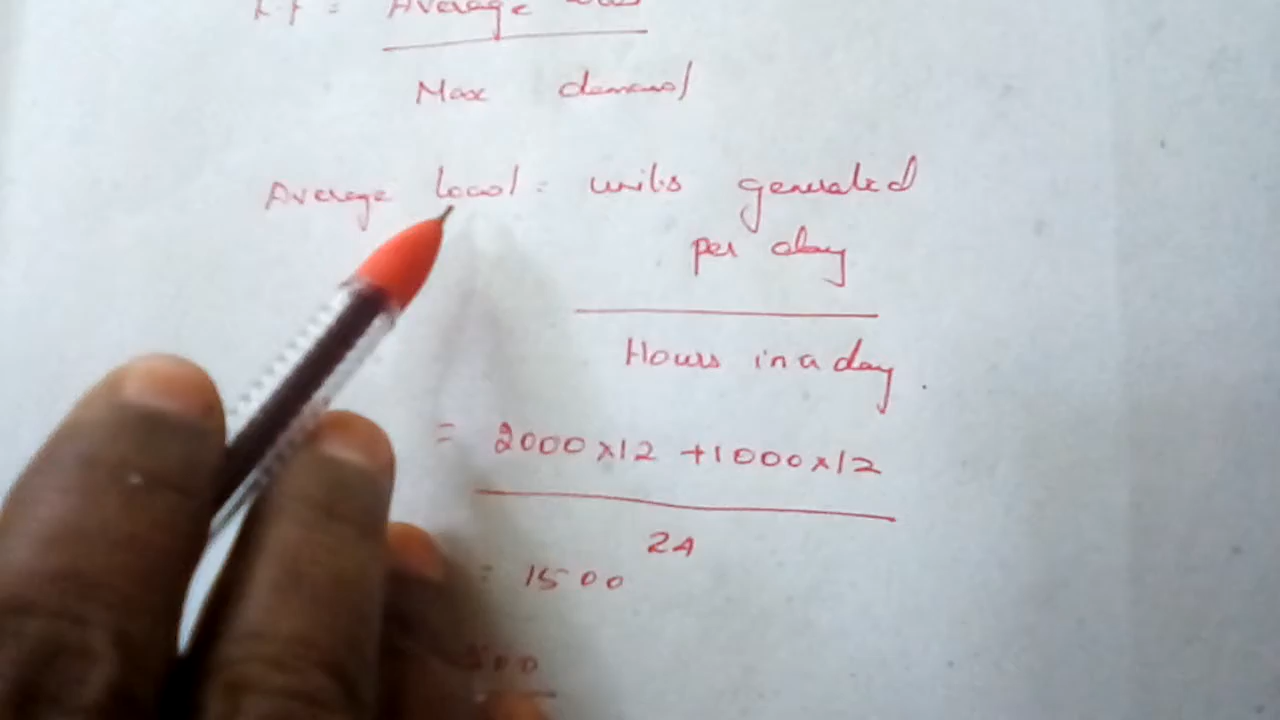 Average
Max demand
Average load = units generated
per day
Hours in a day
= 2000 x 12 + 1000 x 12
24
= 1500